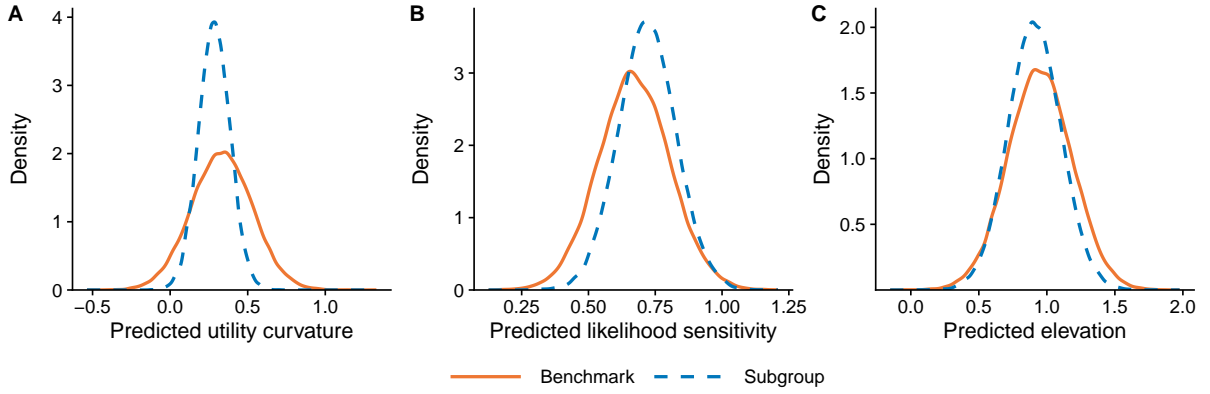 A
Density
4
3
2
1
0
−0.5 0.0 0.5 1.0
Predicted utility curvature
B
Density
3
2
1
0
0.25 0.50 0.75 1.00 1.25
Predicted likelihood sensitivity
C
Density
2.0
1.5
1.0
0.5
0.0 0.5 1.0 1.5 2.0
Predicted elevation
Benchmark Subgroup